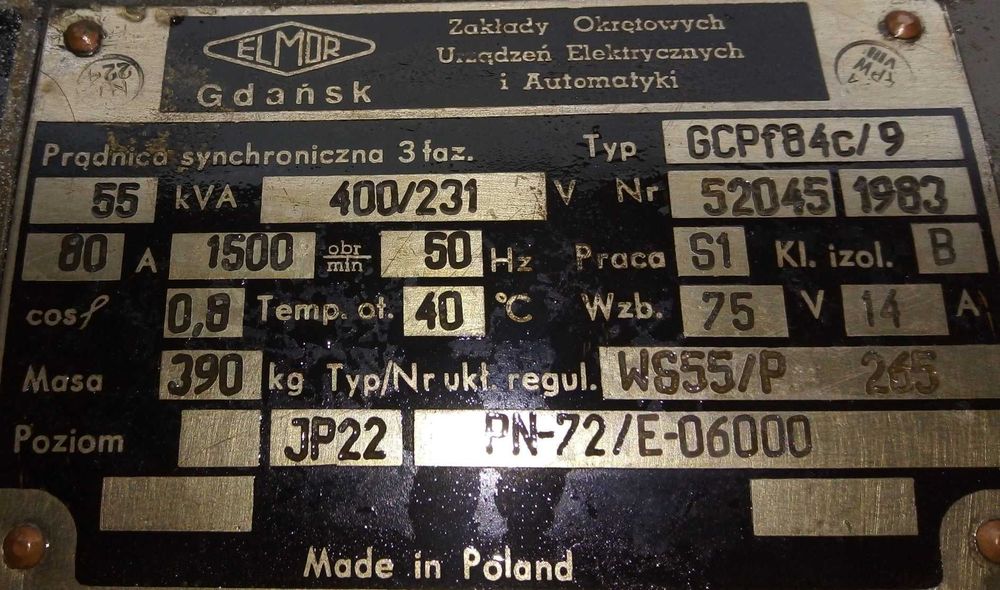 ELMOR
Gdańsk
Zakłady Okrętowych
Urządzeń Elektrycznych
i Automatyki
Prądnica synchroniczna 3 faz. Typ GCPf84c/9
55 kVA 400/231 V Nr 52045 1983
80 A 1500 obr/min 50 Hz Praca S1 Kl. izol. B
cosφ 0,8 Temp. ot. 40 °C Wzb. 75 V 14 A
Masa 390 kg Typ/Nr ukł. regul. WG55/P 265
Poziom JP22 PN-72/E-06000
Made in Poland